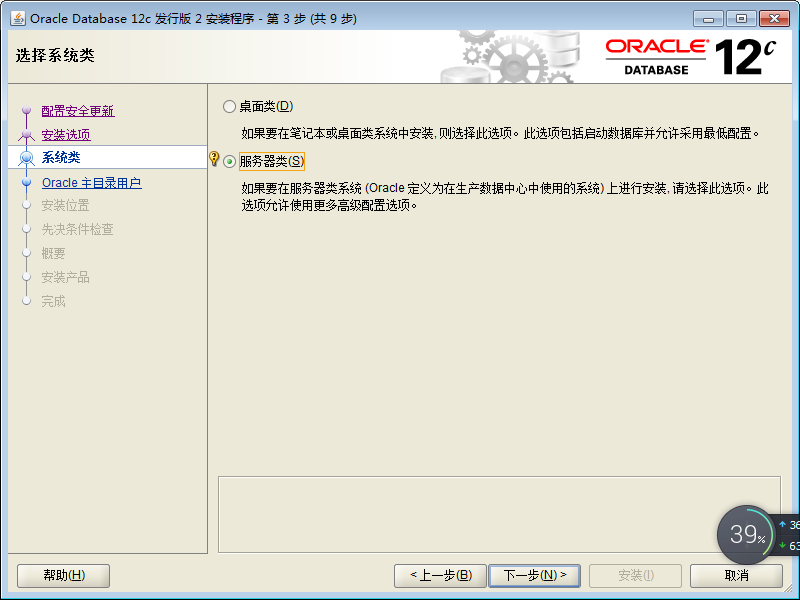 Oracle Database 12c 发行版 2 安装程序 - 第 3 步 (共 9 步)
选择系统类
ORACLE®
DATABASE
12c
配置安全更新
安装选项
系统类
Oracle 主目录用户
安装位置
先决条件检查
概要
安装产品
完成
桌面类(D)
如果要在笔记本或桌面类系统中安装,则选择此选项。此选项包括启动数据库并允许采用最低配置。
服务器类(S)
如果要在服务器类系统 (Oracle 定义为在生产数据中心中使用的系统) 上进行安装,请选择此选项。此
选项允许使用更多高级配置选项。
39%
帮助(H)
< 上一步(B)
下一步(N) >
安装(I)
取消